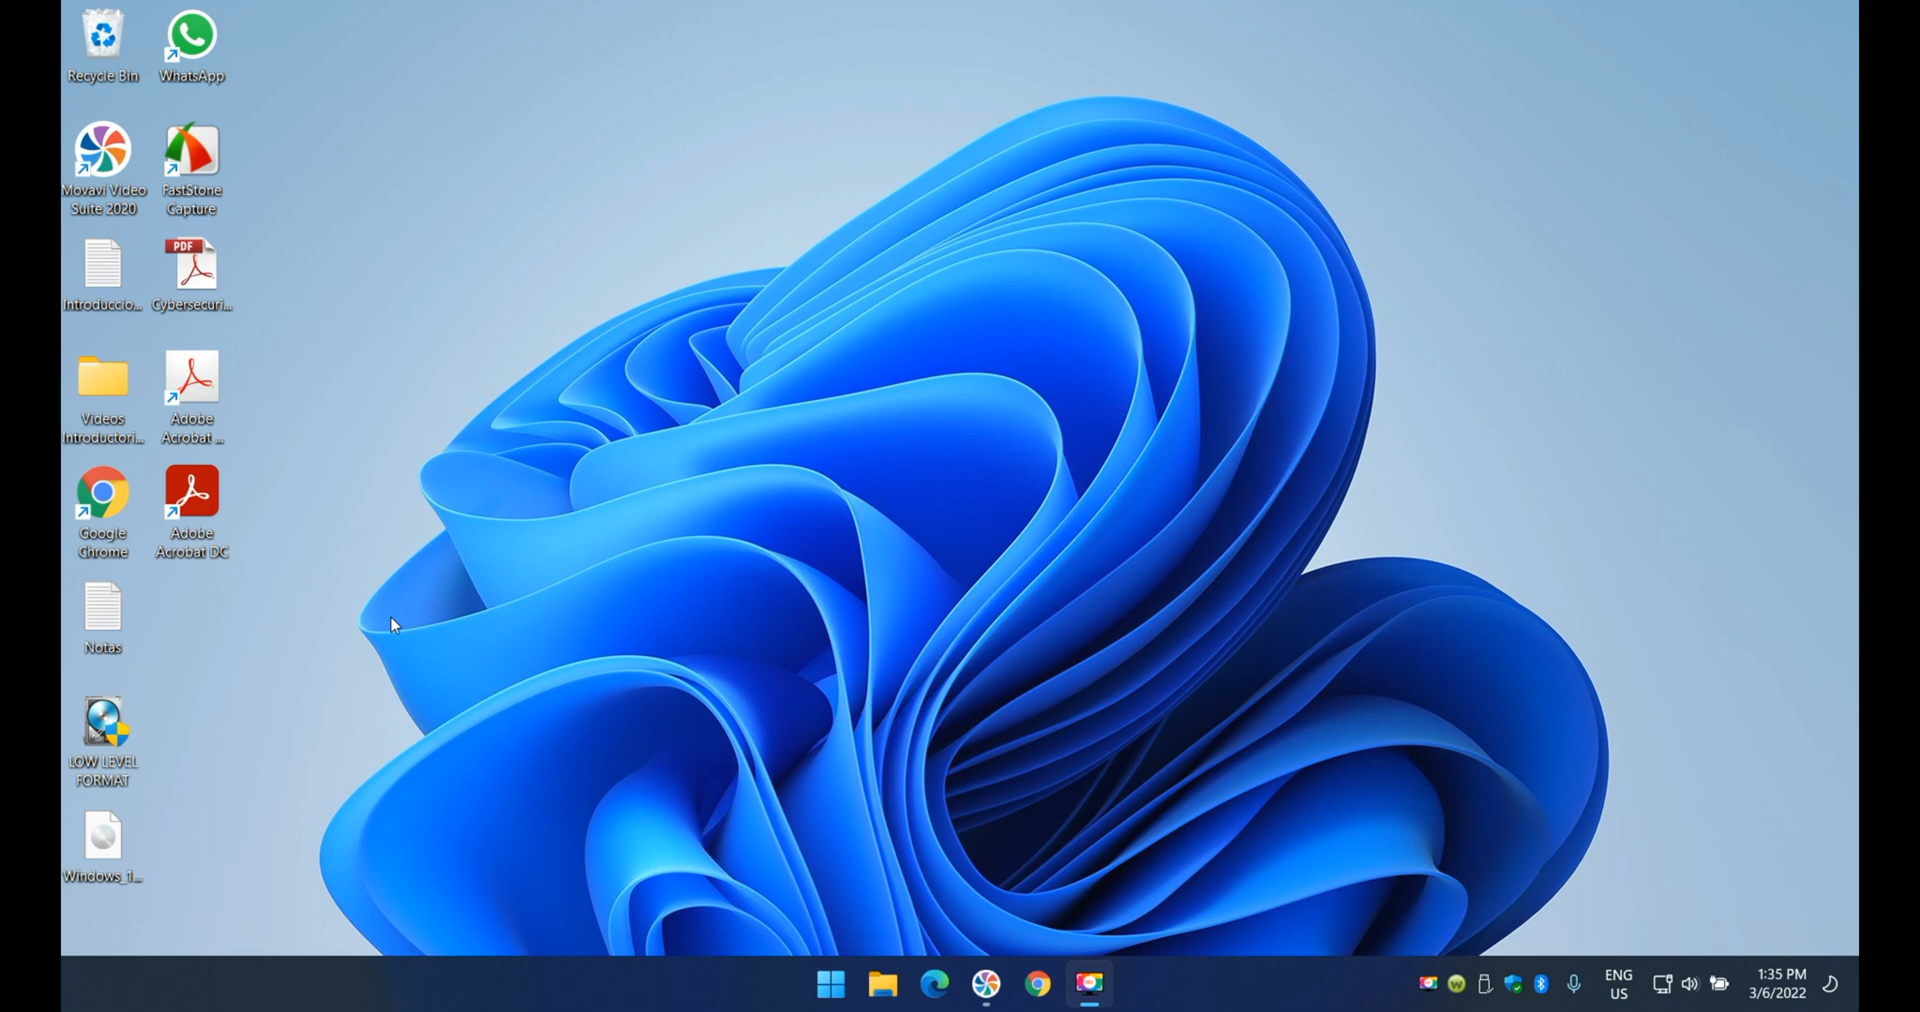 Recycle Bin
WhatsApp
Movavi Video
Suite 2020
FastStone
Capture
Introduccio...
PDF
Cybersecuri...
Videos
Introductori...
Adobe
Acrobat ...
Google
Chrome
Adobe
Acrobat DC
Notas
LOW LEVEL
FORMAT
Windows_1...
ENG
US
1:35 PM
3/6/2022